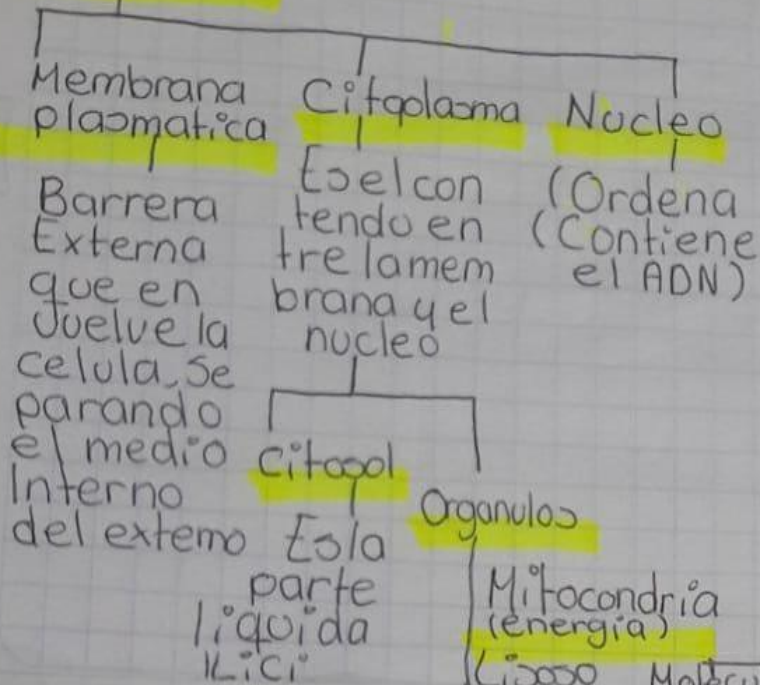 Membrana
plasmatica
Barrera
Externa
que en
vuelve la
celula, Se
parando
el medio
Interno
del externo
Citoplasma
Es el con
tendo en
tre la mem
brana y el
nucleo
Citosol
Es la
parte
liquida
Organulos
Mitocondria
(energía)
Lisoso
Nucleo
(Ordena
(Contiene
el ADN)